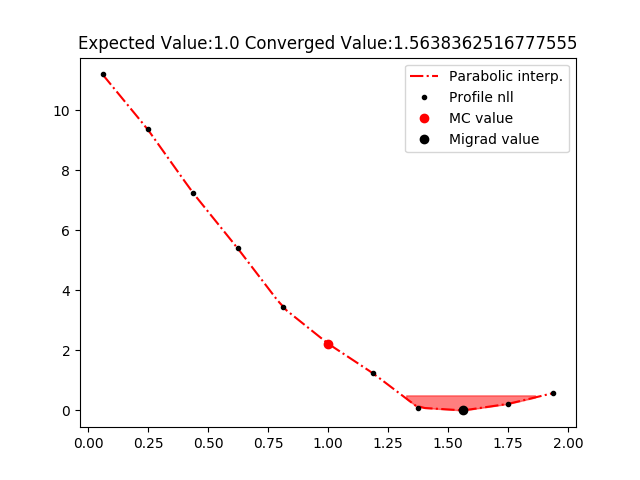 Expected Value:1.0 Converged Value:1.5638362516777555
Parabolic interp.
Profile nll
MC value
Migrad value
10
8
6
4
2
0
0.00 0.25 0.50 0.75 1.00 1.25 1.50 1.75 2.00